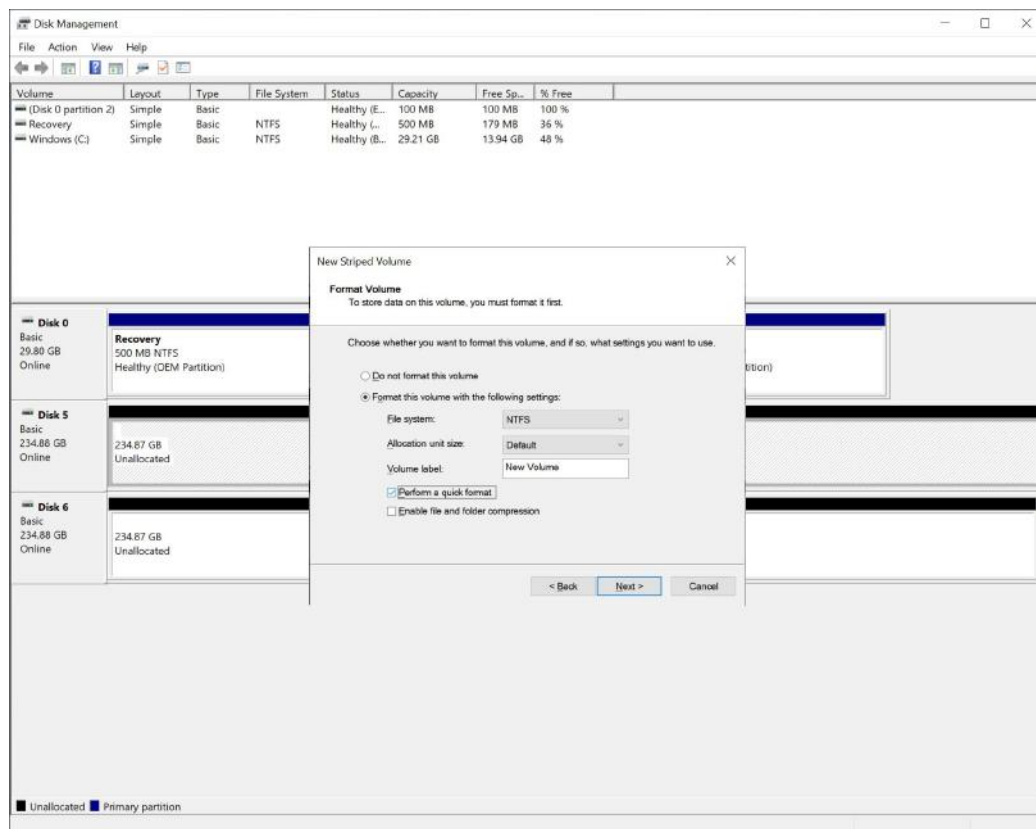 Disk Management
File Action View Help
Volume Layout Type File System Status Capacity Free Sp... % Free
(Disk 0 partition 2) Simple Basic Healthy (E... 100 MB 100 MB 100 %
Recovery Simple Basic NTFS Healthy (... 500 MB 179 MB 36 %
Windows (C:) Simple Basic NTFS Healthy (B... 29.21 GB 13.94 GB 48 %
New Striped Volume
Format Volume
To store data on this volume, you must format it first.
Choose whether you want to format this volume, and if so, what settings you want to use.
Do not format this volume
Format this volume with the following settings:
File system: NTFS
Allocation unit size: Default
Volume label: New Volume
Perform a quick format
Enable file and folder compression
< Back Next > Cancel
Disk 0
Basic
29.80 GB
Online
Recovery
500 MB NTFS
Healthy (OEM Partition)
tition)
Disk 5
Basic
234.88 GB
Online
234.87 GB
Unallocated
Disk 6
Basic
234.88 GB
Online
234.87 GB
Unallocated
Unallocated Primary partition